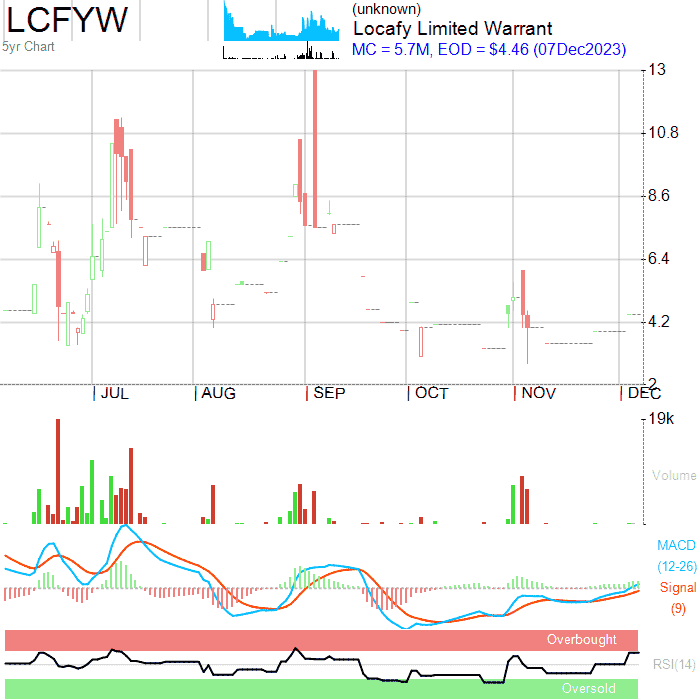 LCFYW
5yr Chart
(unknown)
Locafy Limited Warrant
MC = 5.7M, EOD = $4.46 (07Dec2023)
13
10.8
8.6
6.4
4.2
2
JUL
AUG
SEP
OCT
NOV
DEC
19k
Volume
MACD
(12-26)
Signal
(9)
Overbought
RSI(14)
Oversold